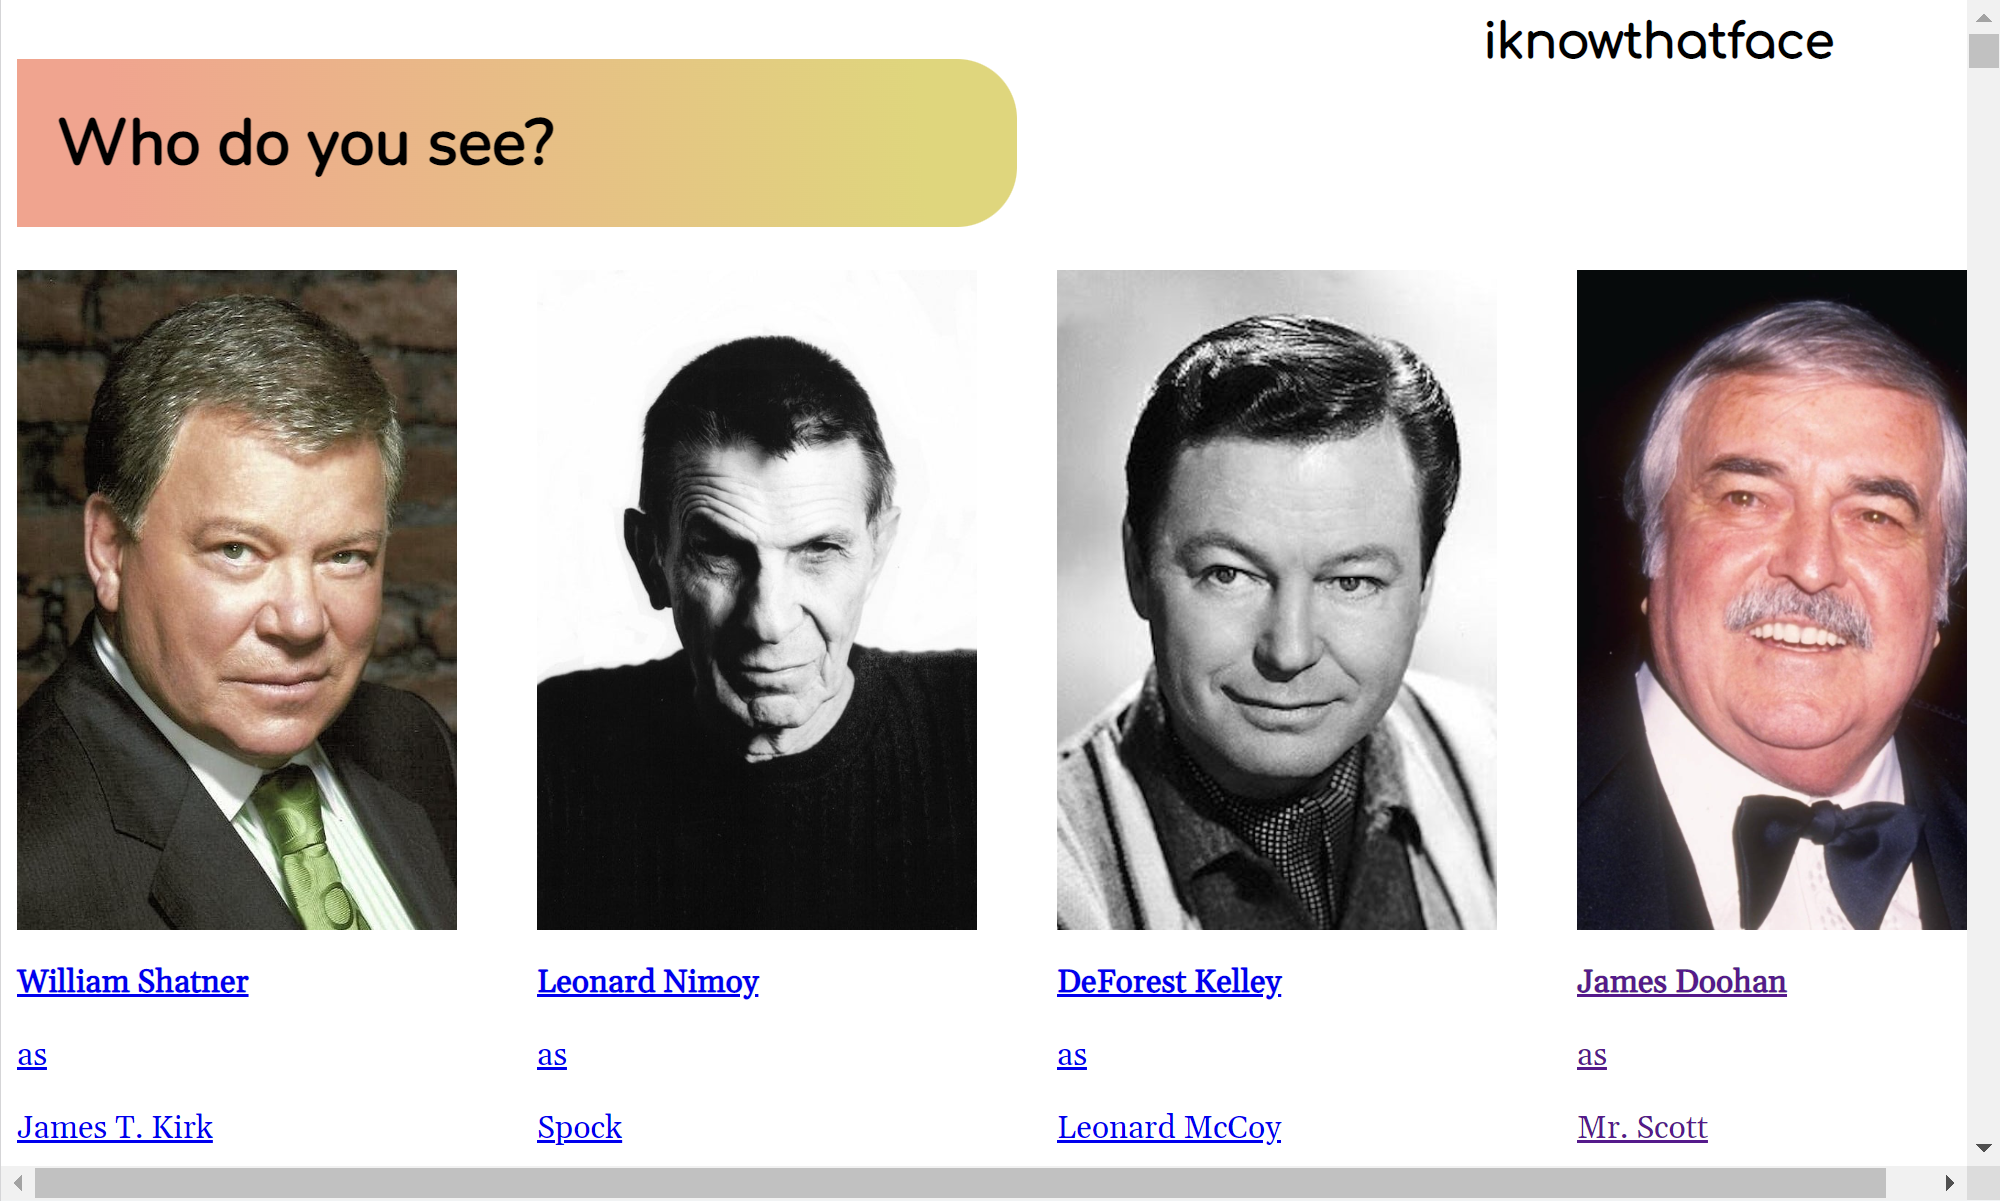 iknowthatface
Who do you see?
William Shatner
as
James T. Kirk
Leonard Nimoy
as
Spock
DeForest Kelley
as
Leonard McCoy
James Doohan
as
Mr. Scott